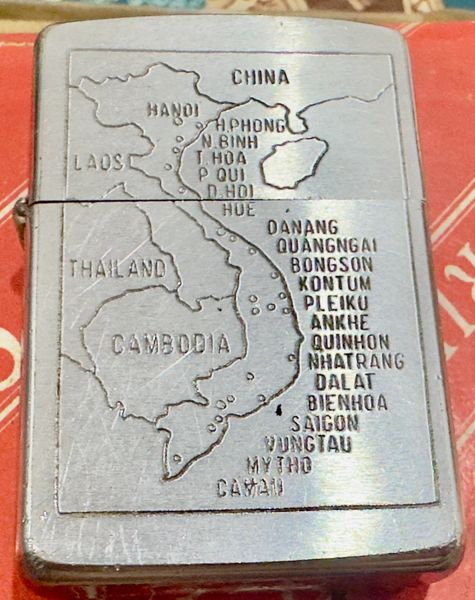 CHINA
HANOI
H.PHONG
N.BINH
LAOS
T.HOA
P QUI
D.HOI
HUE
DANANG
QUANGNGAI
THAILAND
BONGSON
KONTUM
PLEIKU
ANKHE
CAMBODIA
QUINHON
NHATRANG
DALAT
BIENHOA
SAIGON
VUNGTAU
MYTHO
CAMAU